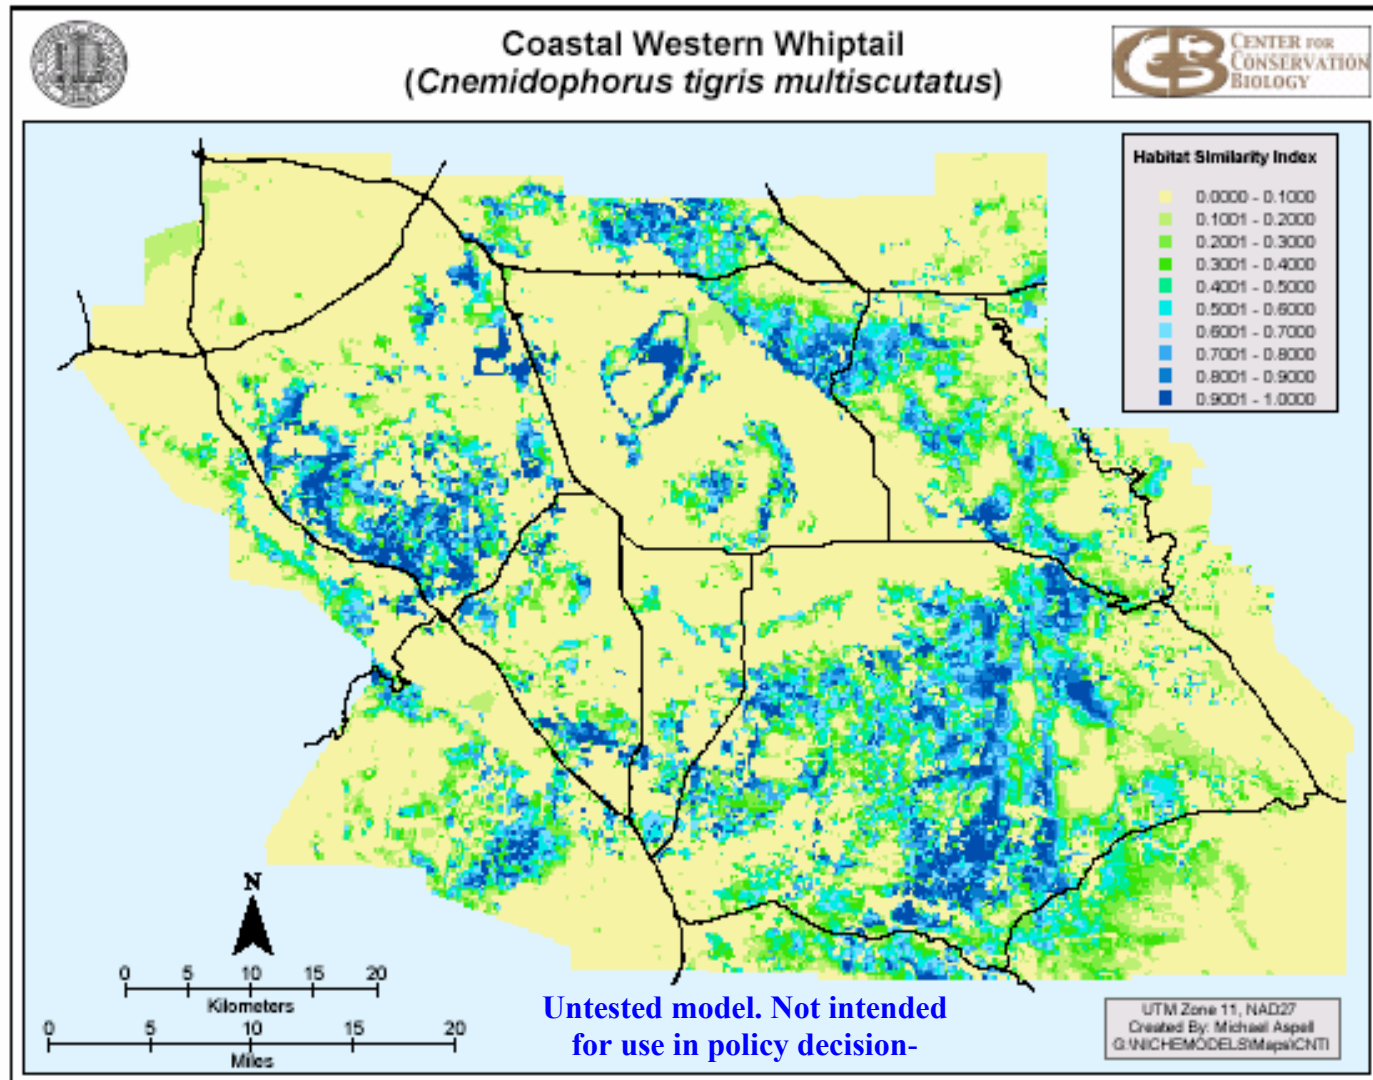 Coastal Western Whiptail
(Cnemidophorus tigris multiscutatus)
CENTER FOR
CONSERVATION
BIOLOGY
Habitat Similarity Index
0.0000 - 0.1000
0.1001 - 0.2000
0.2001 - 0.3000
0.3001 - 0.4000
0.4001 - 0.5000
0.5001 - 0.6000
0.6001 - 0.7000
0.7001 - 0.8000
0.8001 - 0.9000
0.9001 - 1.0000
N
0 5 10 15 20
Kilometers
0 5 10 15 20
Miles
Untested model. Not intended
for use in policy decision-
UTM Zone 11, NAD27
Created By: Michael Aspell
G:\NICHEMODELS\Maps\CNTI